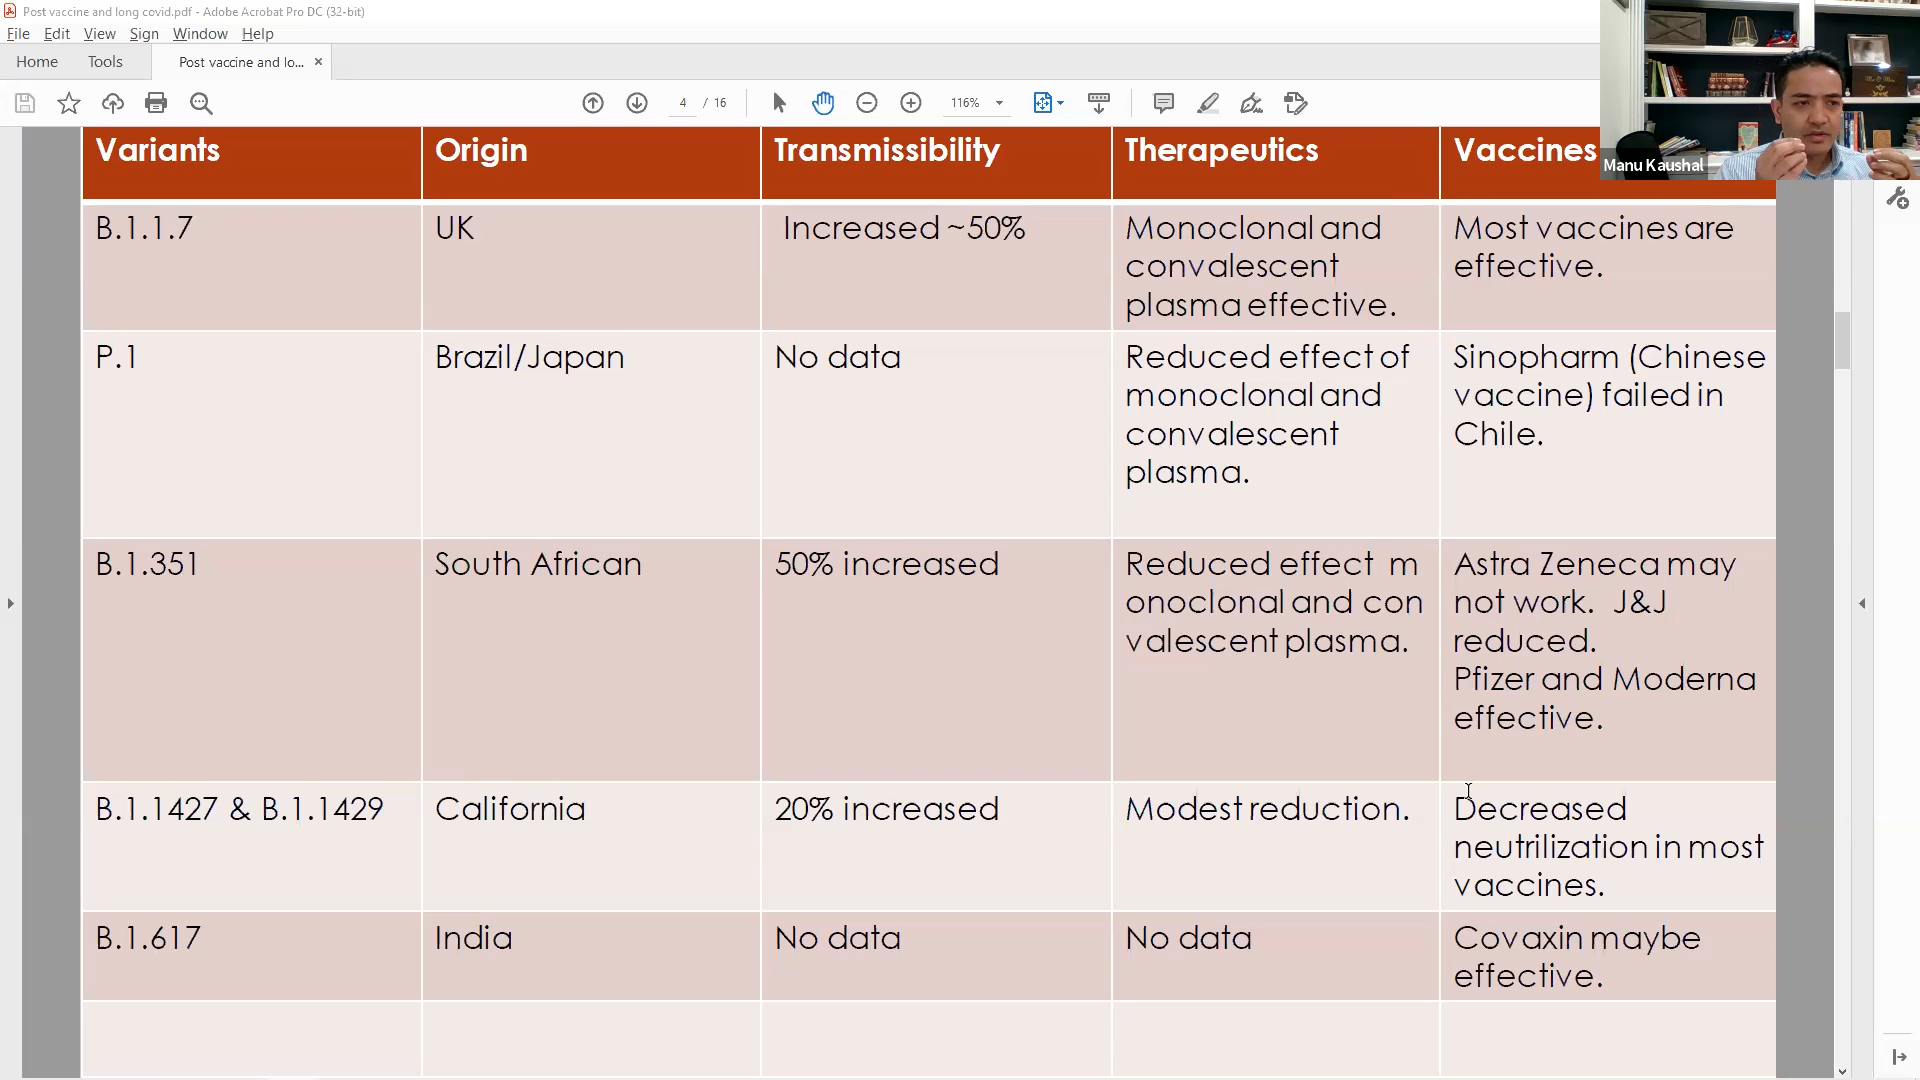 Post vaccine and long covid.pdf - Adobe Acrobat Pro DC (32-bit)
File Edit View Sign Window Help
Home Tools Post vaccine and lo... ×
4 / 16 116%
Manu Kaushal
Variants Origin Transmissibility Therapeutics Vaccines
B.1.1.7
UK
Increased ~50%
Monoclonal and
convalescent
plasma effective.
Most vaccines are
effective.
P.1
Brazil/Japan
No data
Reduced effect of
monoclonal and
convalescent
plasma.
Sinopharm (Chinese
vaccine) failed in
Chile.
B.1.351
South African
50% increased
Reduced effect m
onoclonal and con
valescent plasma.
Astra Zeneca may
not work. J&J
reduced.
Pfizer and Moderna
effective.
B.1.1427 & B.1.1429
California
20% increased
Modest reduction.
Decreased
neutrilization in most
vaccines.
B.1.617
India
No data
No data
Covaxin maybe
effective.